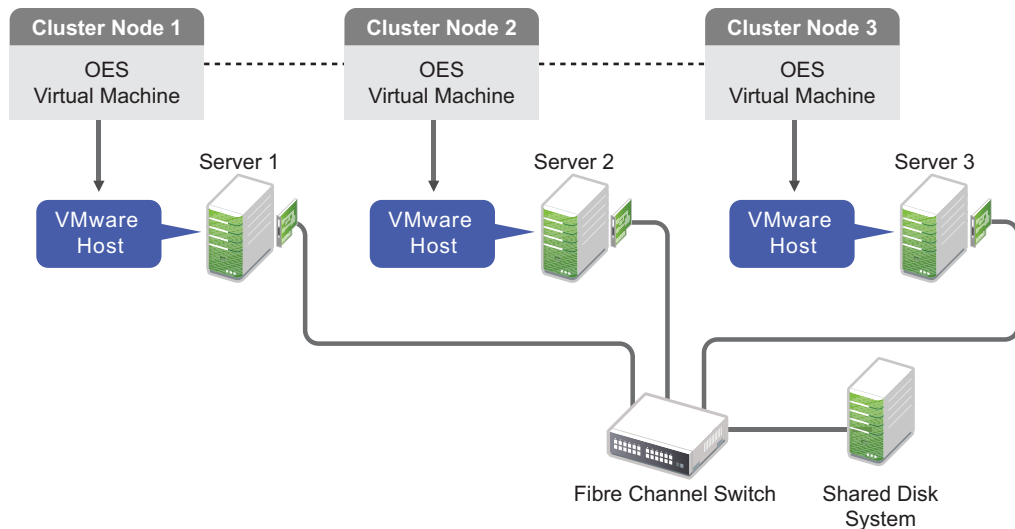 Cluster Node 1
OES
Virtual Machine
Cluster Node 2
OES
Virtual Machine
Cluster Node 3
OES
Virtual Machine
Server 1
Server 2
Server 3
VMware
Host
VMware
Host
VMware
Host
Fibre Channel Switch
Shared Disk
System